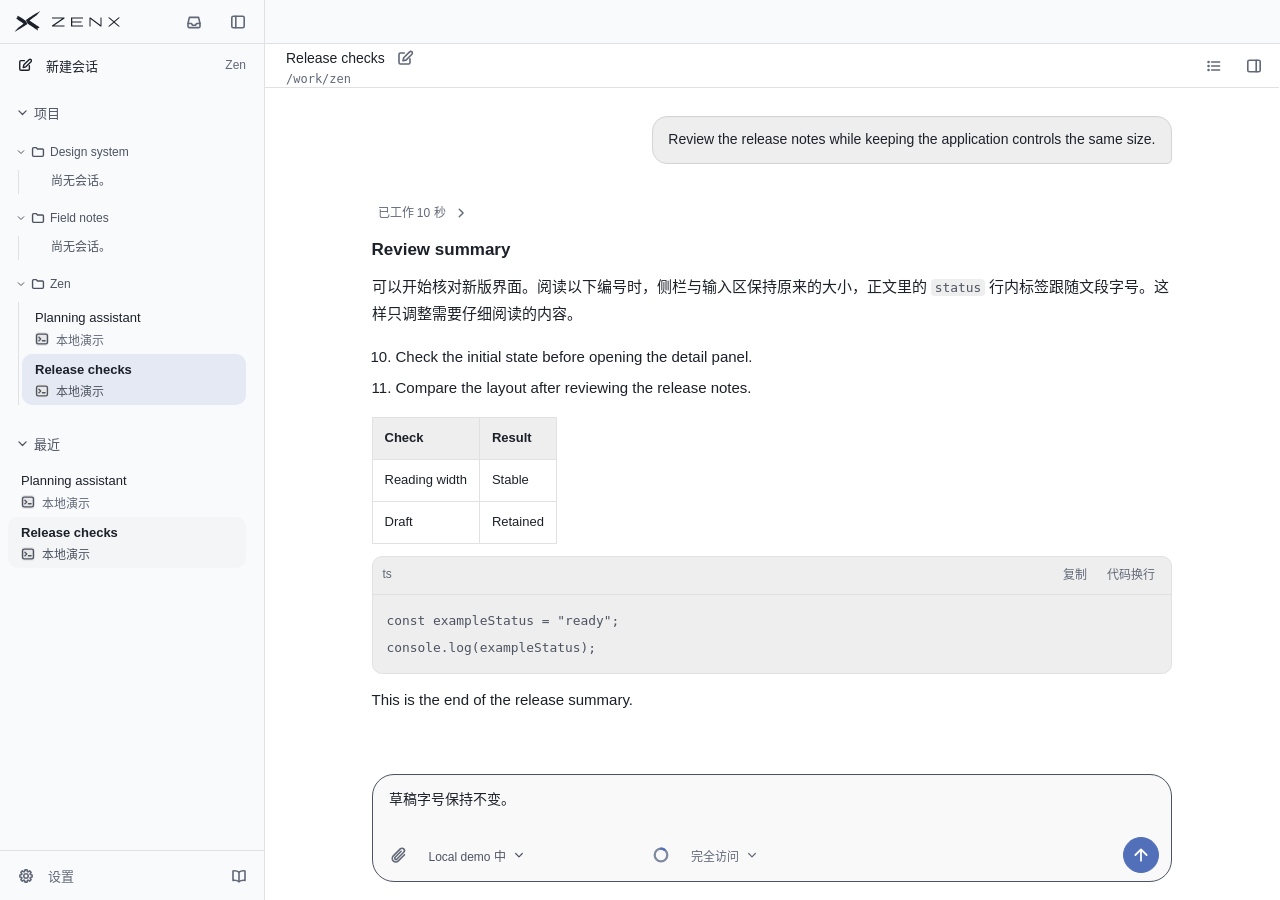 ZENX
新建会话 Zen
项目
Design system
尚无会话。
Field notes
尚无会话。
Zen
Planning assistant
本地演示
Release checks
本地演示
最近
Planning assistant
本地演示
Release checks
本地演示
设置
Release checks
/work/zen
Review the release notes while keeping the application controls the same size.
已工作 10 秒
Review summary
可以开始核对新版界面。阅读以下编号时，侧栏与输入区保持原来的大小，正文里的 status 行内标签跟随文段字号。这
样只调整需要仔细阅读的内容。
10. Check the initial state before opening the detail panel.
11. Compare the layout after reviewing the release notes.
Check Result
Reading width Stable
Draft Retained
ts 复制 代码换行
const exampleStatus = "ready";
console.log(exampleStatus);
This is the end of the release summary.
草稿字号保持不变。
Local demo 中 完全访问